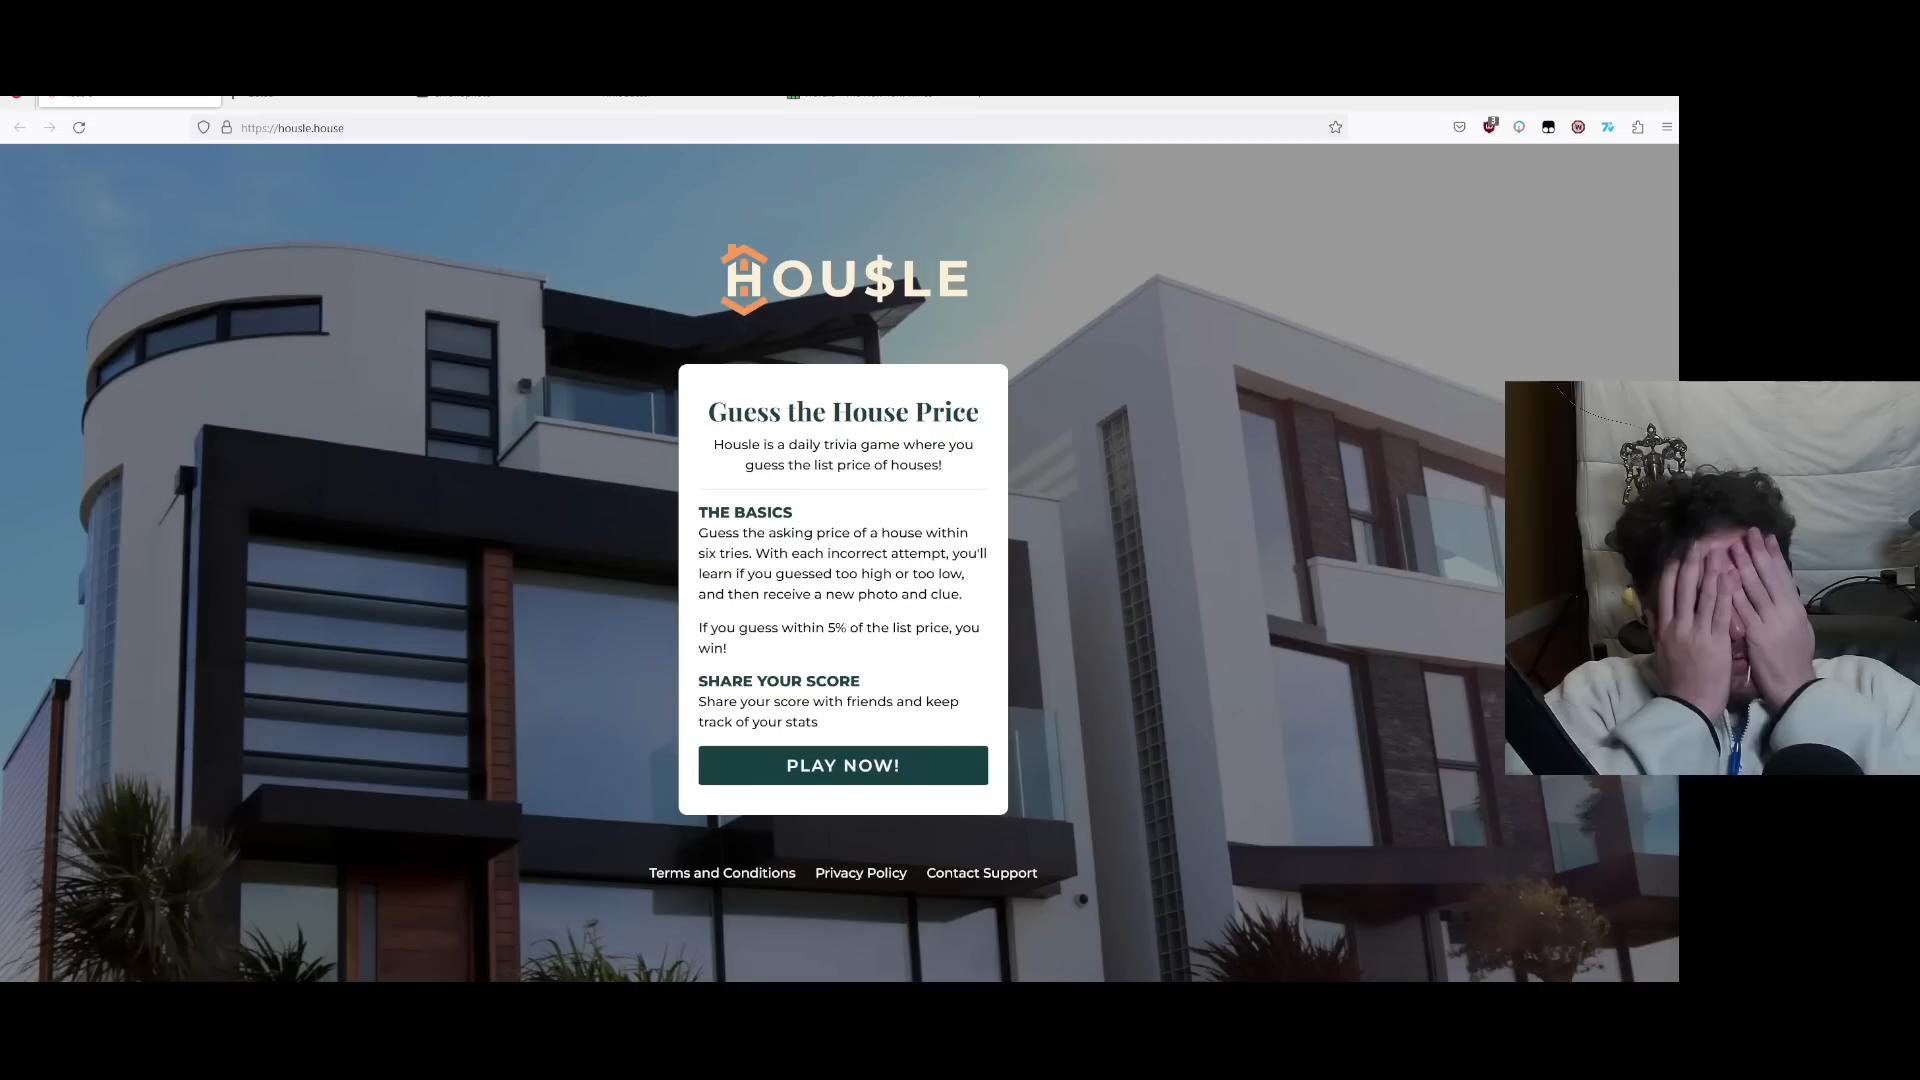 https://housle.house
HOU$LE
Guess the House Price
Housle is a daily trivia game where you
guess the list price of houses!
THE BASICS
Guess the asking price of a house within
six tries. With each incorrect attempt, you'll
learn if you guessed too high or too low,
and then receive a new photo and clue.
If you guess within 5% of the list price, you
win!
SHARE YOUR SCORE
Share your score with friends and keep
track of your stats
PLAY NOW!
Terms and Conditions Privacy Policy Contact Support